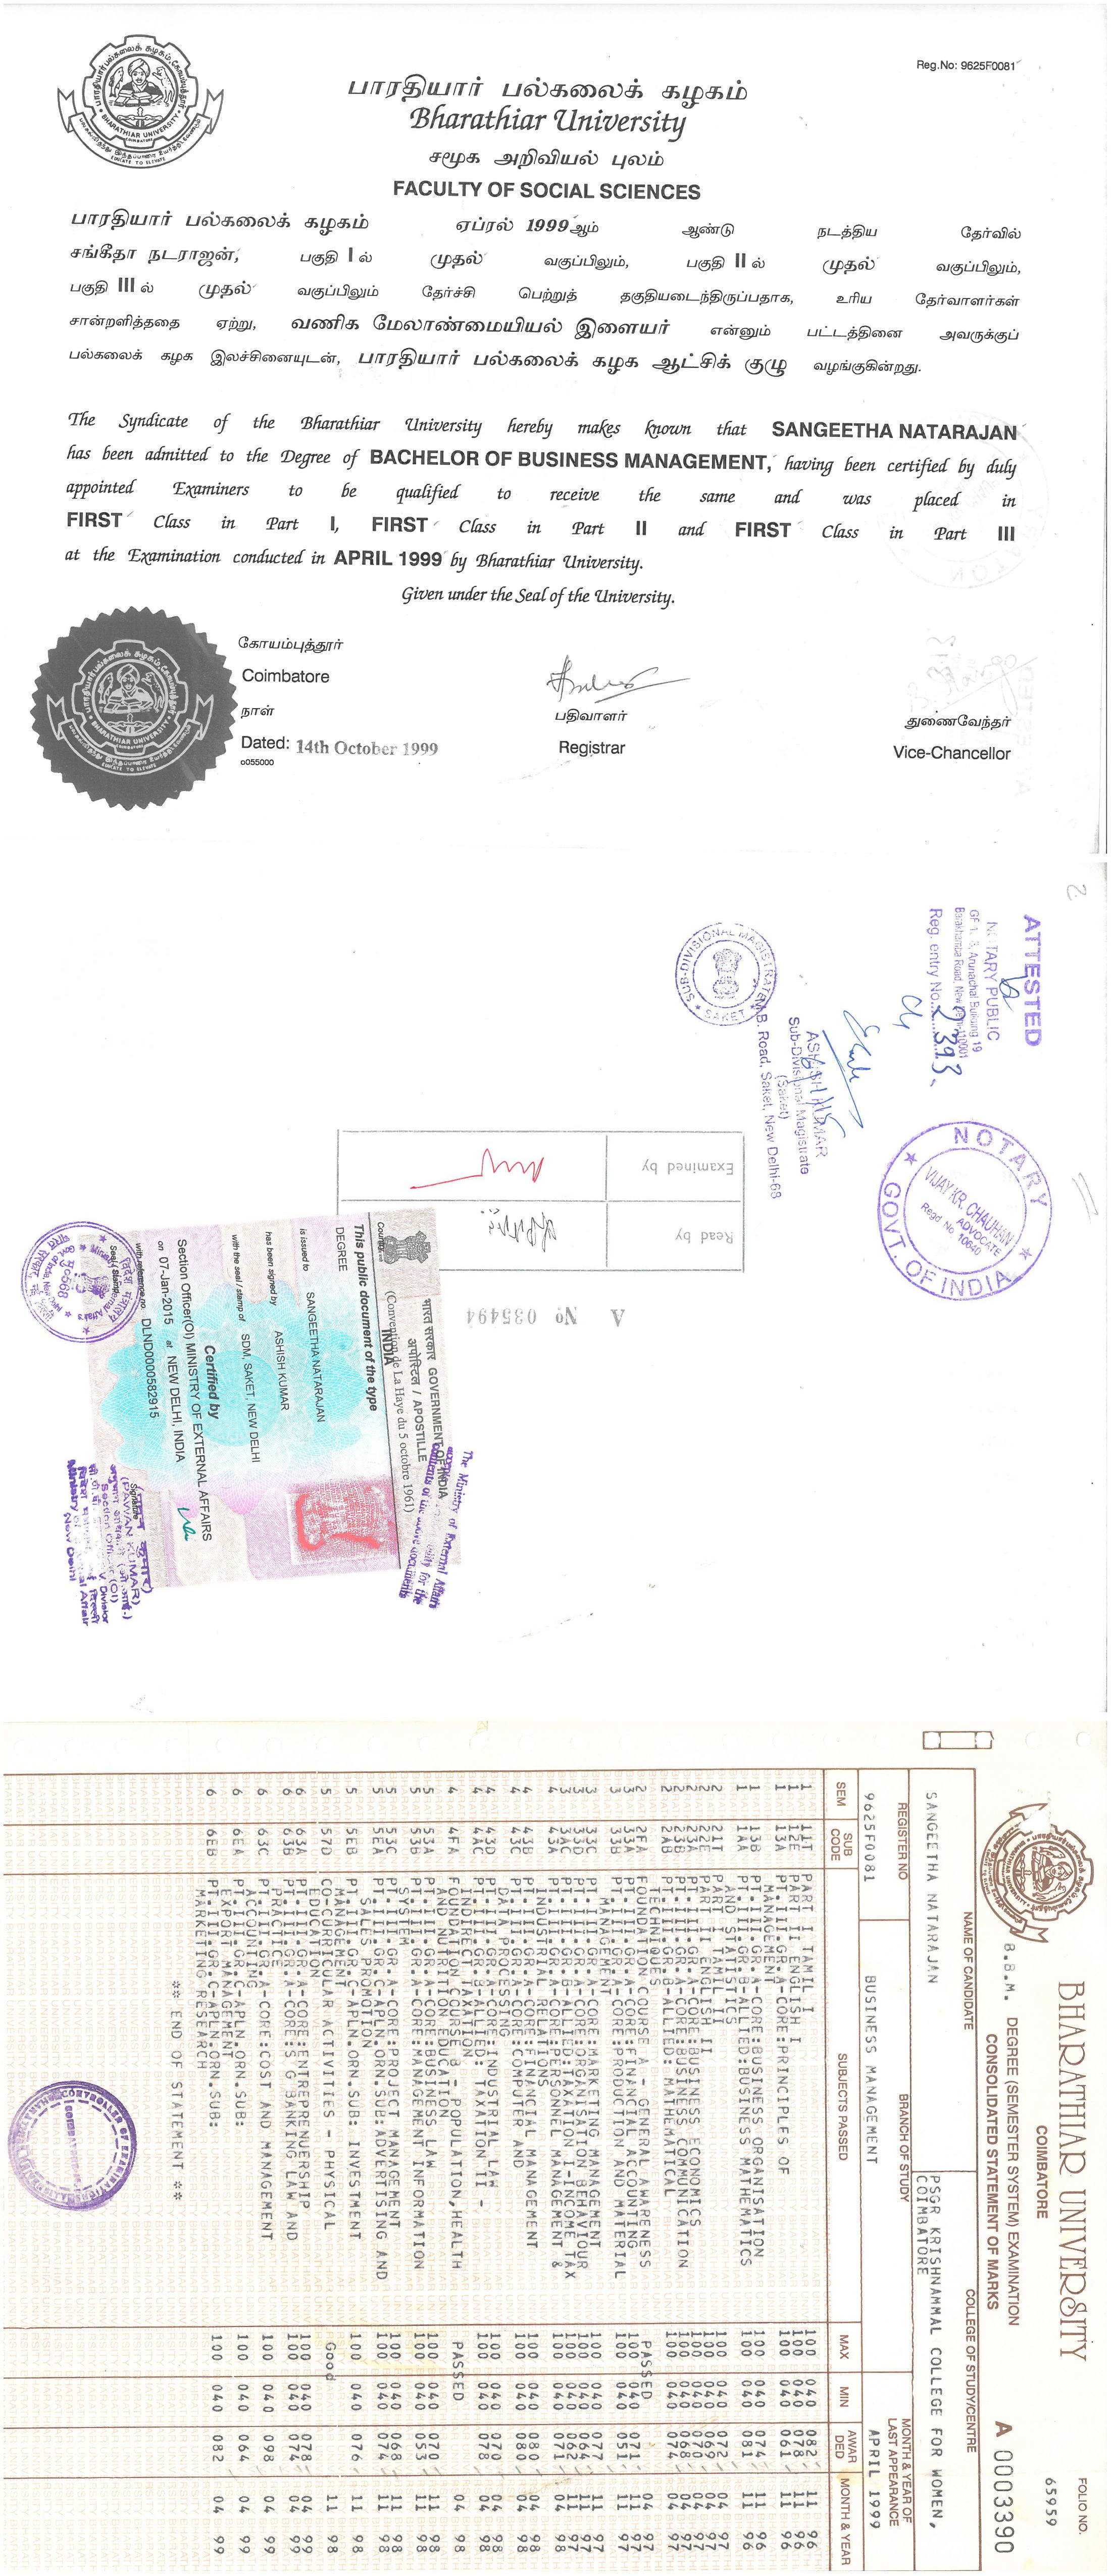 Reg.No: 9625F0081
பாரதியார் பல்கலைக் கழகம்
Bharathiar University
சமூக அறிவியல் புலம்
FACULTY OF SOCIAL SCIENCES
பாரதியார் பல்கலைக் கழகம் ஏப்ரல் 1999ஆம் ஆண்டு நடத்திய தேர்வில்
சங்கீதா நடராஜன், பகுதி I ல் முதல் வகுப்பிலும், பகுதி II ல் முதல் வகுப்பிலும்,
பகுதி III ல் முதல் வகுப்பிலும் தேர்ச்சி பெற்றுத் தகுதியடைந்திருப்பதாக, உரிய தேர்வாளர்கள்
சான்றளித்ததை ஏற்று, வணிக மேலாண்மையியல் இளையர் என்னும் பட்டத்தினை அவருக்குப்
பல்கலைக் கழக இலச்சினையுடன், பாரதியார் பல்கலைக் கழக ஆட்சிக் குழு வழங்குகின்றது.
The Syndicate of the Bharathiar University hereby makes known that SANGEETHA NATARAJAN
has been admitted to the Degree of BACHELOR OF BUSINESS MANAGEMENT, having been certified by duly
appointed Examiners to be qualified to receive the same and was placed in
FIRST Class in Part I, FIRST Class in Part II and FIRST Class in Part III
at the Examination conducted in APRIL 1999 by Bharathiar University.
Given under the Seal of the University.
கோயம்புத்தூர்
Coimbatore
நாள்
Dated: 14th October 1999
o055000
பதிவாளர்
Registrar
துணைவேந்தர்
Vice-Chancellor
BHARATHIAR UNIVERSITY
EDUCATE TO ELEVATE
2
ATTESTED
NOTARY PUBLIC
Arunachal Building 19
Barakhamba Road, New Delhi-110001
Reg. entry No. 2393
NOTARY
VIJAY KR. CHAUHAN
ADVOCATE
Regd. No. 10640
GOVT. OF INDIA
SUB-DIVISIONAL MAGISTRATE
SAKET
ASHISH KUMAR
Sub-Divisional Magistrate
(Saket)
M.B. Road, Saket, New Delhi-68
Examined by
Read by
A No 035494
भारत सरकार GOVERNMENT OF INDIA
अपोस्टिल / APOSTILLE
(Convention de La Haye du 5 octobre 1961)
Country INDIA
This public document of the type
DEGREE
is issued to SANGEETHA NATARAJAN
has been signed by ASHISH KUMAR
with the seal / stamp of SDM, SAKET, NEW DELHI
Certified by
Section Officer(OI) MINISTRY OF EXTERNAL AFFAIRS
on 07-Jan-2015 at NEW DELHI, INDIA
with reference no DLND0000582915
Seal / Stamp
Signature
(PAWAN KUMAR)
Section Officer (OI)
New Delhi
FOLIO NO.
65959
BHARATHIAR UNIVERSITY
COIMBATORE
B.B.M. DEGREE (SEMESTER SYSTEM) EXAMINATION
CONSOLIDATED STATEMENT OF MARKS
A 0003390
NAME OF CANDIDATE COLLEGE OF STUDY/CENTRE
SANGEETHA NATARAJAN PSGR KRISHNAMMAL COLLEGE FOR WOMEN,
COIMBATORE
REGISTER NO BRANCH OF STUDY MONTH & YEAR OF LAST APPEARANCE
9625F0081 BUSINESS MANAGEMENT APRIL 1999
SEM SUB CODE SUBJECTS PASSED MAX MIN AWARDED MONTH & YEAR
1 11T PART I TAMIL I 100 040 082 11 96
1 12E PART II ENGLISH I 100 040 078 11 96
1 13A PT.III.GR.A-CORE:PRINCIPLES OF
MANAGEMENT 100 040 061 11 96
1 13B PT.III.GR.A-CORE:BUSINESS ORGANISATION 100 040 074 11 96
1 1AA PT.III.GR.B-ALLIED:BUSINESS MATHEMATICS
AND STATISTICS 100 040 081 11 96
2 21T PART I TAMIL II 100 040 072 04 97
2 22E PART II ENGLISH II 100 040 069
2 23A PT.III.GR.A-CORE:BUSINESS ECONOMICS 100 040
2 23B PT.III.GR.A-CORE:BUSINESS COMMUNICATION 100 040 068
2 2AB PT.III.GR.B-ALLIED:MATHEMATICAL
TECHNIQUES 100 040 074 04 97
2 2FA FOUNDATION COURSE A - GENERAL AWARENESS PASSED 04 97
3 33A PT.III.GR.A-CORE:FINANCIAL ACCOUNTING 100 040 071 11 97
3 33B PT.III.GR.A-CORE:PRODUCTION AND MATERIAL
MANAGEMENT 100 040 051 11 97
3 33C PT.III.GR.A-CORE:MARKETING MANAGEMENT 100 040 077 11 97
3 33D PT.III.GR.A-CORE:ORGANISATION BEHAVIOUR 100 040 064 11 97
3 3AC PT.III.GR.B-ALLIED:TAXATION I-INCOME TAX 100 040 062 11 97
4 43A PT.III.GR.A-CORE:PERSONNEL MANAGEMENT &
INDUSTRIAL RELATIONS 100 040 071 04 98
4 43B PT.III.GR.A-CORE:FINANCIAL MANAGEMENT 100 040 080 04 98
4 43C PT.III.GR.A-CORE:COMPUTER AND
DATA PROCESSING 100 040 080 04 98
4 43D PT.III.GR.A-CORE:INDUSTRIAL LAW 100 040 070 04 98
4 4AC PT.III.GR.B-ALLIED: TAXATION II -
INDIRECT TAXATION 100 040 078 04 98
4 4FA FOUNDATION COURSE B - POPULATION,HEALTH
AND NUTRITION EDUCATION PASSED 04 98
5 53A PT.III.GR.A-CORE:BUSINESS LAW 100 040 070 11 98
5 53B PT.III.GR.A-CORE:MANAGEMENT INFORMATION
SYSTEM 100 040 053 11 98
5 53C PT.III.GR.A-CORE:PROJECT MANAGEMENT 100 040 068 11 98
5 5EA PT.III.GR.C-APLN.ORN.SUB:ADVERTISING AND
SALES PROMOTION 100 040 074 11 98
5 5EB PT.III.GR.C-APLN.ORN.SUB: INVESTMENT
MANAGEMENT 100 040 076 11 98
5 57D CO-CURRICULAR ACTIVITIES - PHYSICAL
EDUCATION Good 11 98
6 63A PT.III.GR.A-CORE:ENTREPRENUERSHIP 100 040 078 04 99
6 63B PT.III.GR.A-CORE:S G BANKING LAW AND
PRACTICE 100 040 074 04 99
6 63C PT.III.GR.A-CORE:COST AND MANAGEMENT
ACCOUNTING 100 040 098 04 99
6 6EA PT.III.GR.C-APLN.ORN.SUB:
EXPORT MANAGEMENT 100 040 064 04 99
6 6EB PT.III.GR.C-APLN.ORN.SUB:
MARKETING RESEARCH 100 040 082 04 99
** END OF STATEMENT **
CONTROLLER OF EXAMINATIONS